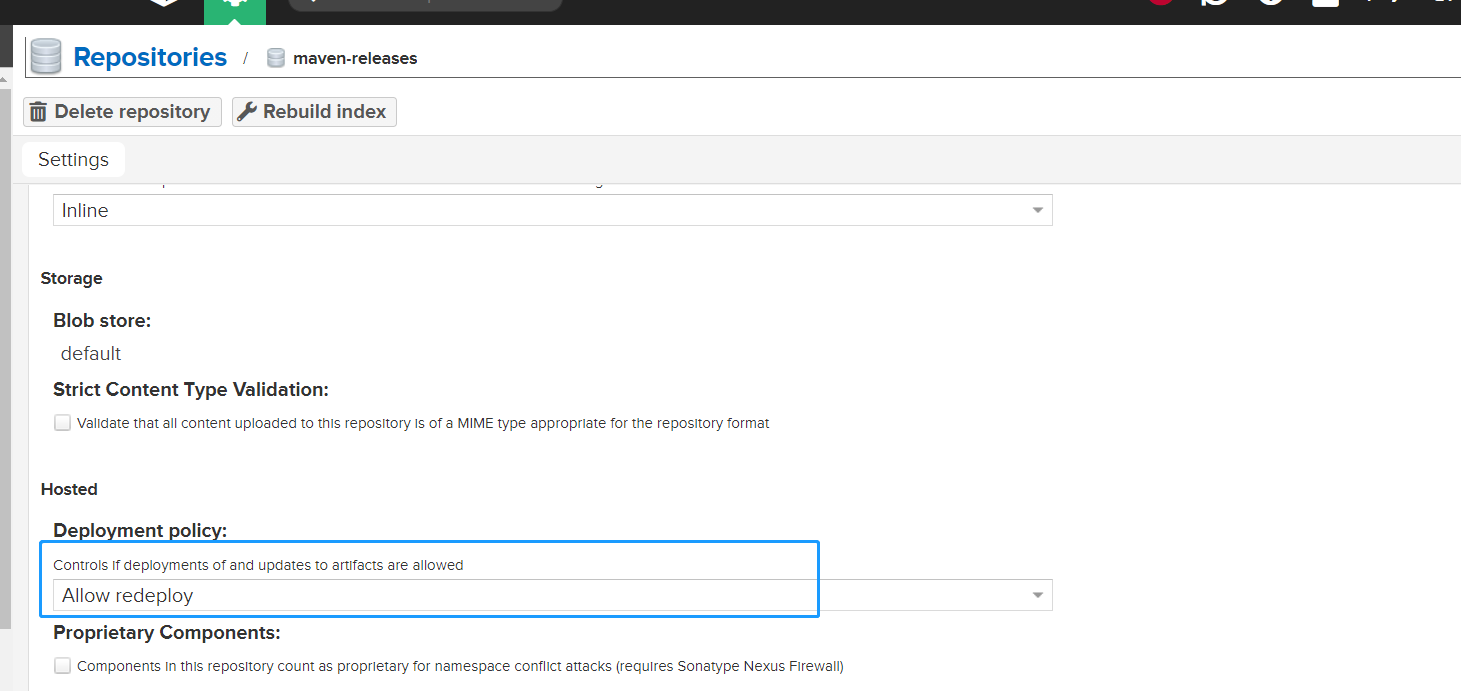 Repositories / maven-releases
Delete repository Rebuild index
Settings
Inline
Storage
Blob store:
default
Strict Content Type Validation:
Validate that all content uploaded to this repository is of a MIME type appropriate for the repository format
Hosted
Deployment policy:
Controls if deployments of and updates to artifacts are allowed
Allow redeploy
Proprietary Components:
Components in this repository count as proprietary for namespace conflict attacks (requires Sonatype Nexus Firewall)